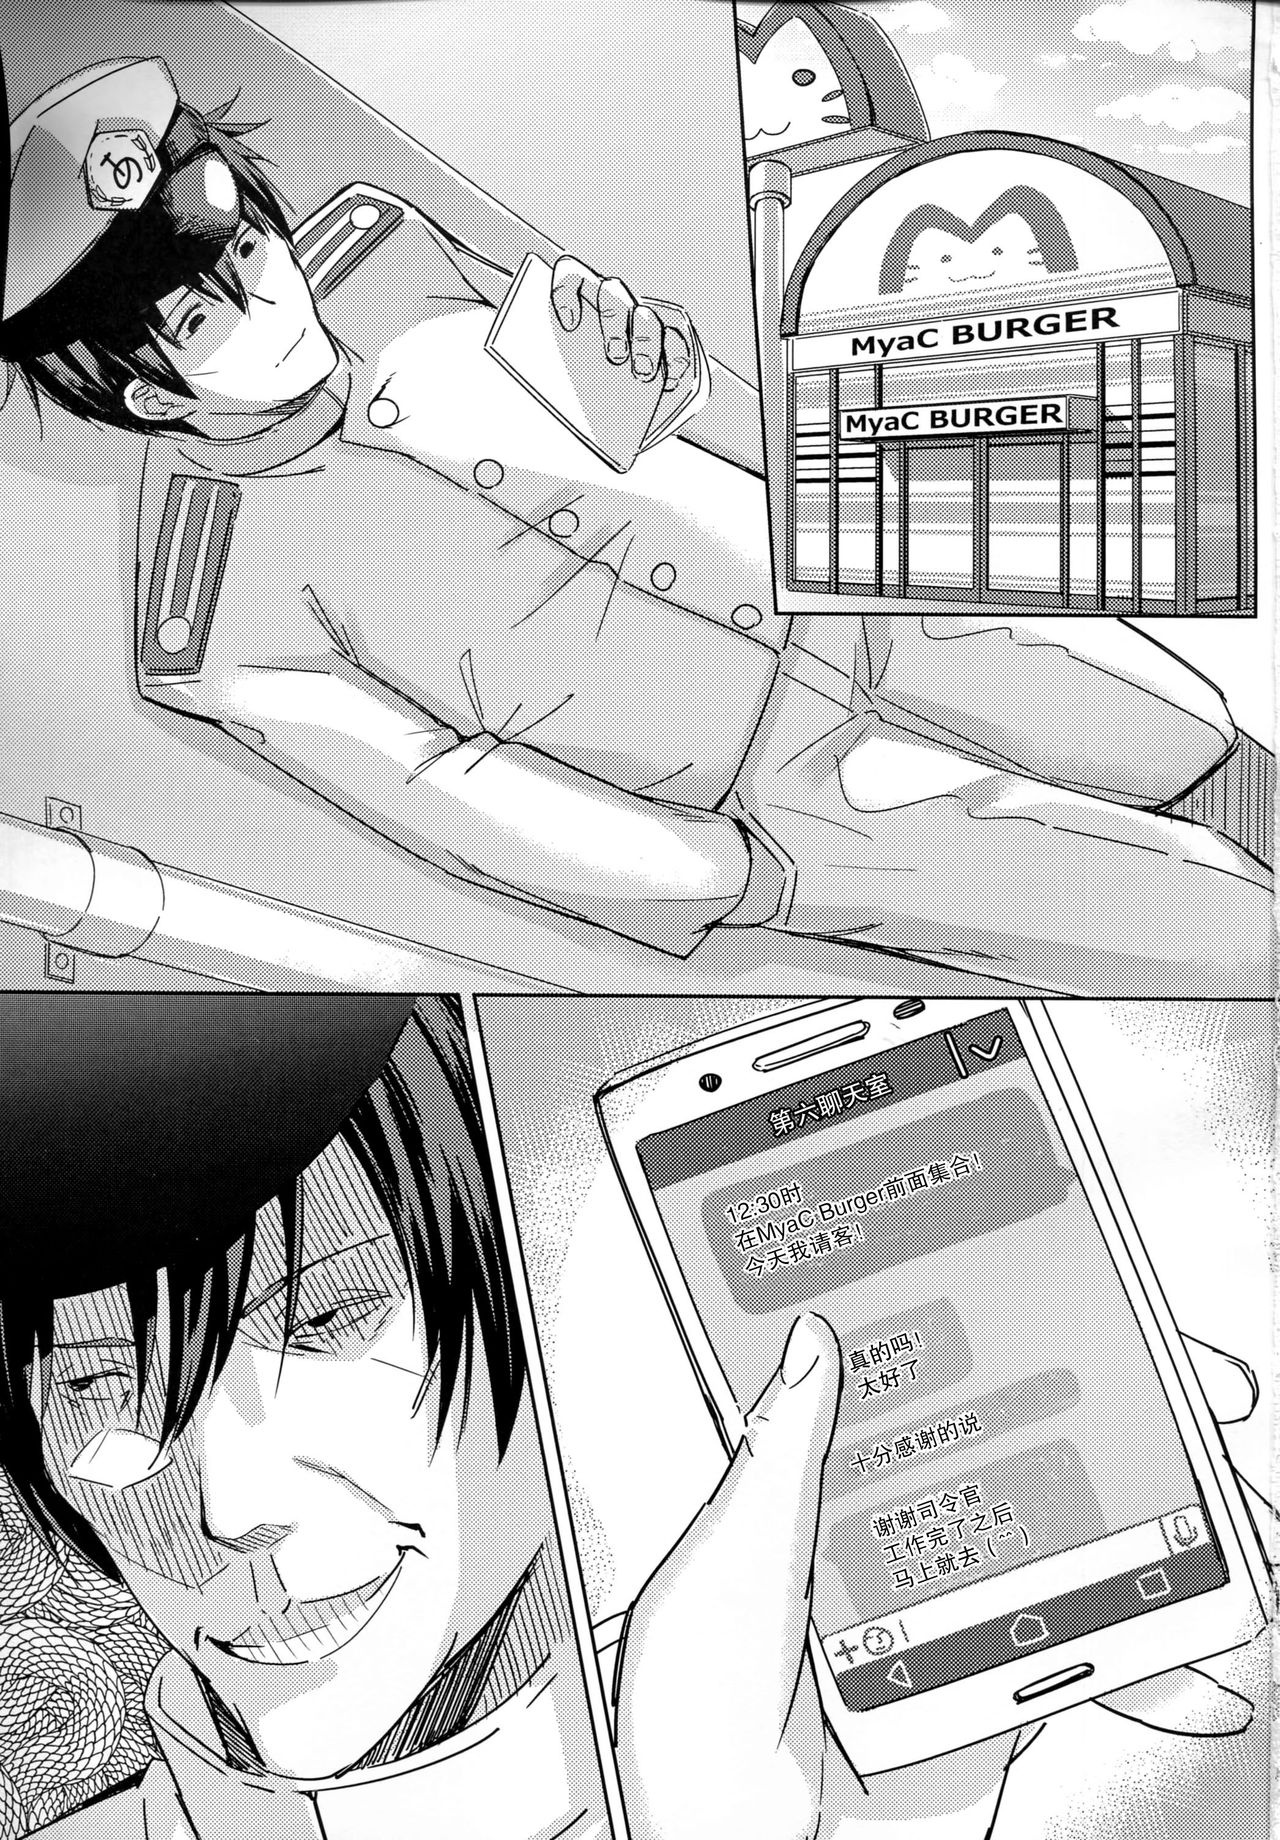 MyaC BURGER
MyaC BURGER
め
第六聊天室
12:30时
在MyaC Burger前面集合!
今天我请客!
真的吗!
太好了
十分感谢的说
谢谢司令官
工作完了之后
马上就去 (^^)